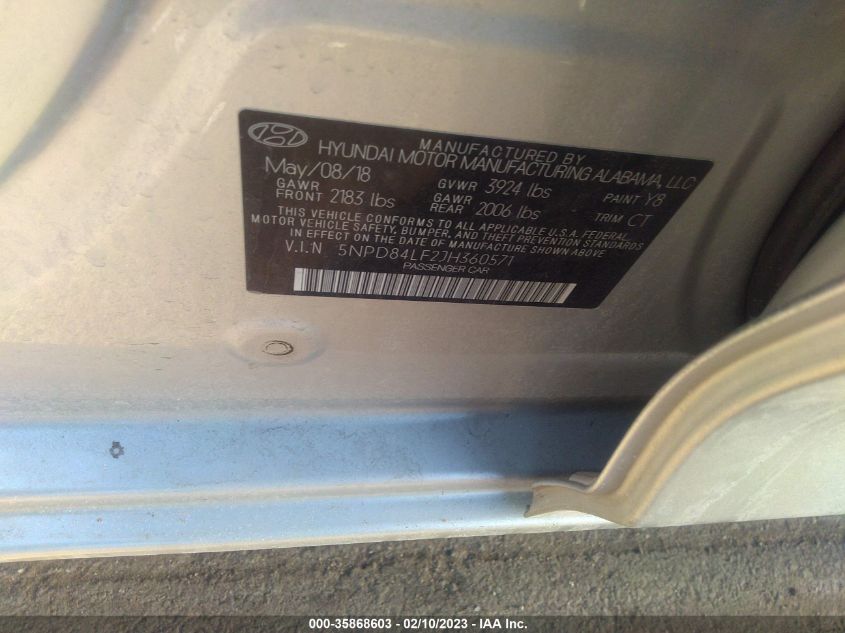 MANUFACTURED BY
HYUNDAI MOTOR MANUFACTURING ALABAMA, LLC
May/08/18 GVWR 3924 lbs PAINT Y8
GAWR FRONT 2183 lbs GAWR REAR 2006 lbs TRIM CT
THIS VEHICLE CONFORMS TO ALL APPLICABLE U.S.A. FEDERAL
MOTOR VEHICLE SAFETY, BUMPER, AND THEFT PREVENTION STANDARDS
IN EFFECT ON THE DATE OF MANUFACTURE SHOWN ABOVE
V.I.N 5NPD84LF2JH360571
PASSENGER CAR
000-35868603 — 02/10/2023 — IAA Inc.